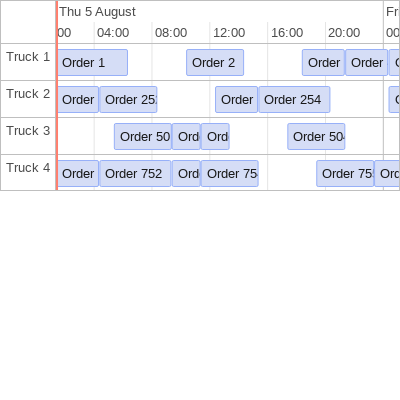 Thu 5 August Fr
00 04:00 08:00 12:00 16:00 20:00 00
Truck 1 Order 1 Order 2 Order Order
Truck 2 Order Order 25 Order Order 254
Truck 3 Order 50 Ord Ord Order 50
Truck 4 Order Order 752 Ord Order 75 Order 75 Ord